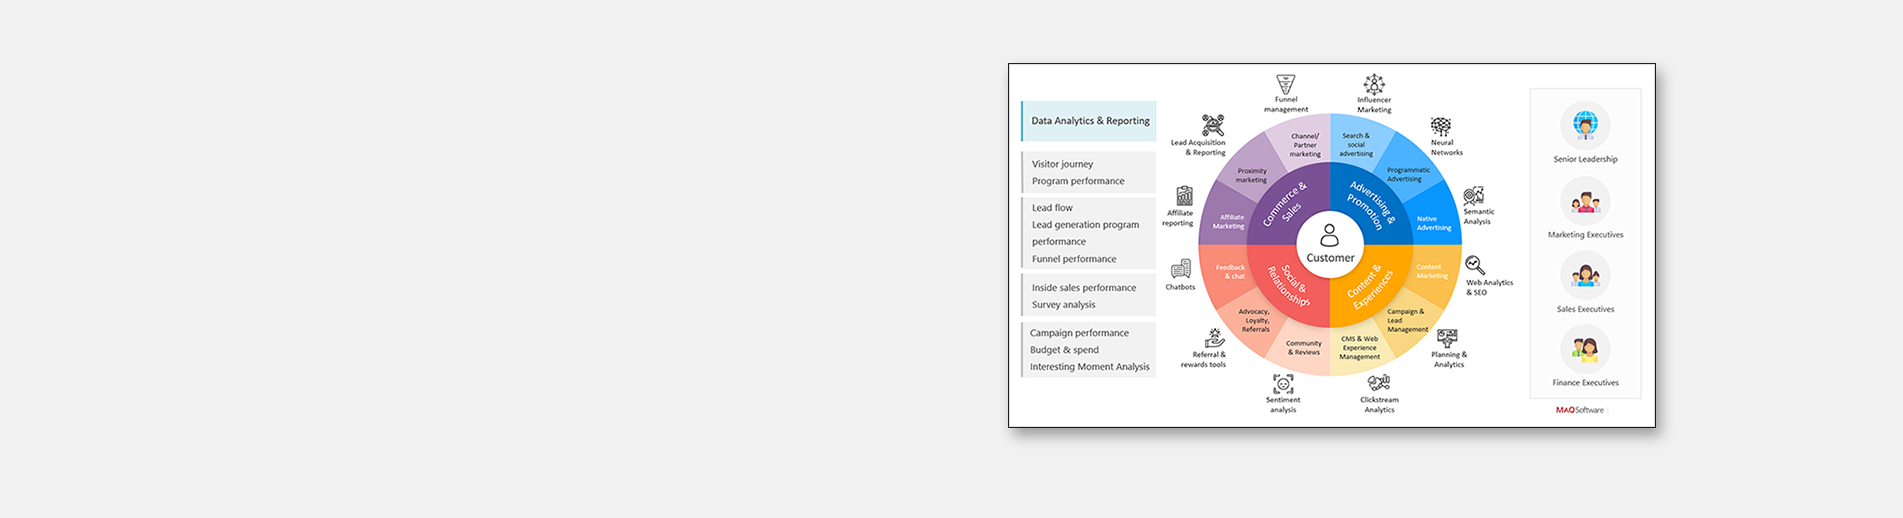 Data Analytics & Reporting
Visitor journey
Program performance
Lead flow
Lead generation program
performance
Funnel performance
Inside sales performance
Survey analysis
Campaign performance
Budget & spend
Interesting Moment Analysis
Funnel
management
Influencer
Marketing
Lead Acquisition
& Reporting
Neural
Networks
Affiliate
reporting
Semantic
Analysis
Chatbots
Web Analytics
& SEO
Referral &
rewards tools
Planning &
Analytics
Sentiment
analysis
Clickstream
Analytics
Channel/
Partner
marketing
Search &
social
advertising
Proximity
marketing
Programmatic
Advertising
Affiliate
Marketing
Native
Advertising
Feedback
& chat
Content
Marketing
Advocacy,
Loyalty,
Referrals
Campaign &
Lead
Management
Community
& Reviews
CMS & Web
Experience
Management
Commerce &
Sales
Advertising &
Promotion
Social &
Relationships
Content &
Experiences
Customer
Senior Leadership
Marketing Executives
Sales Executives
Finance Executives
MAQ Software